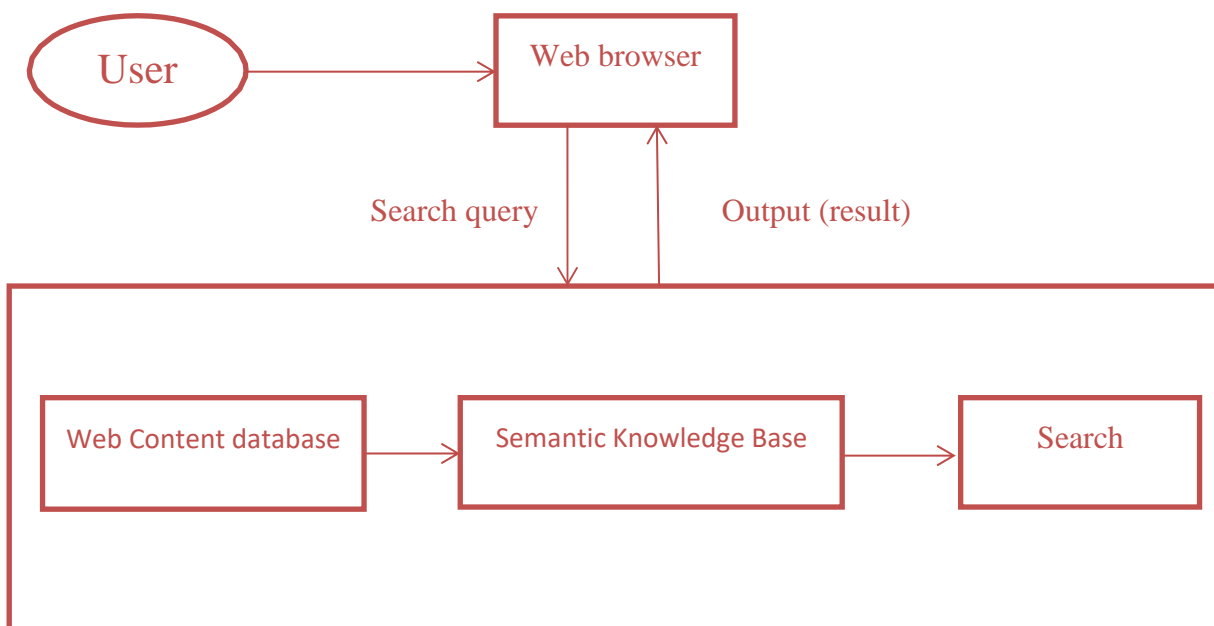 User
Web browser
Search query
Output (result)
Web Content database
Semantic Knowledge Base
Search